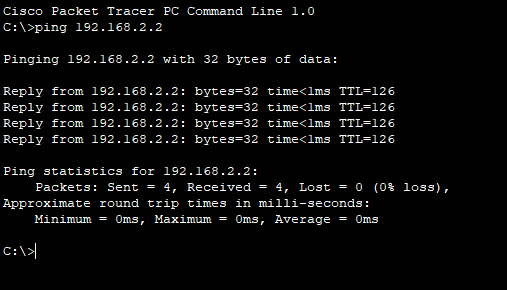 Cisco Packet Tracer PC Command Line 1.0
C:\>ping 192.168.2.2
Pinging 192.168.2.2 with 32 bytes of data:
Reply from 192.168.2.2: bytes=32 time<1ms TTL=126
Reply from 192.168.2.2: bytes=32 time<1ms TTL=126
Reply from 192.168.2.2: bytes=32 time<1ms TTL=126
Reply from 192.168.2.2: bytes=32 time<1ms TTL=126
Ping statistics for 192.168.2.2:
Packets: Sent = 4, Received = 4, Lost = 0 (0% loss),
Approximate round trip times in milli-seconds:
Minimum = 0ms, Maximum = 0ms, Average = 0ms
C:\>